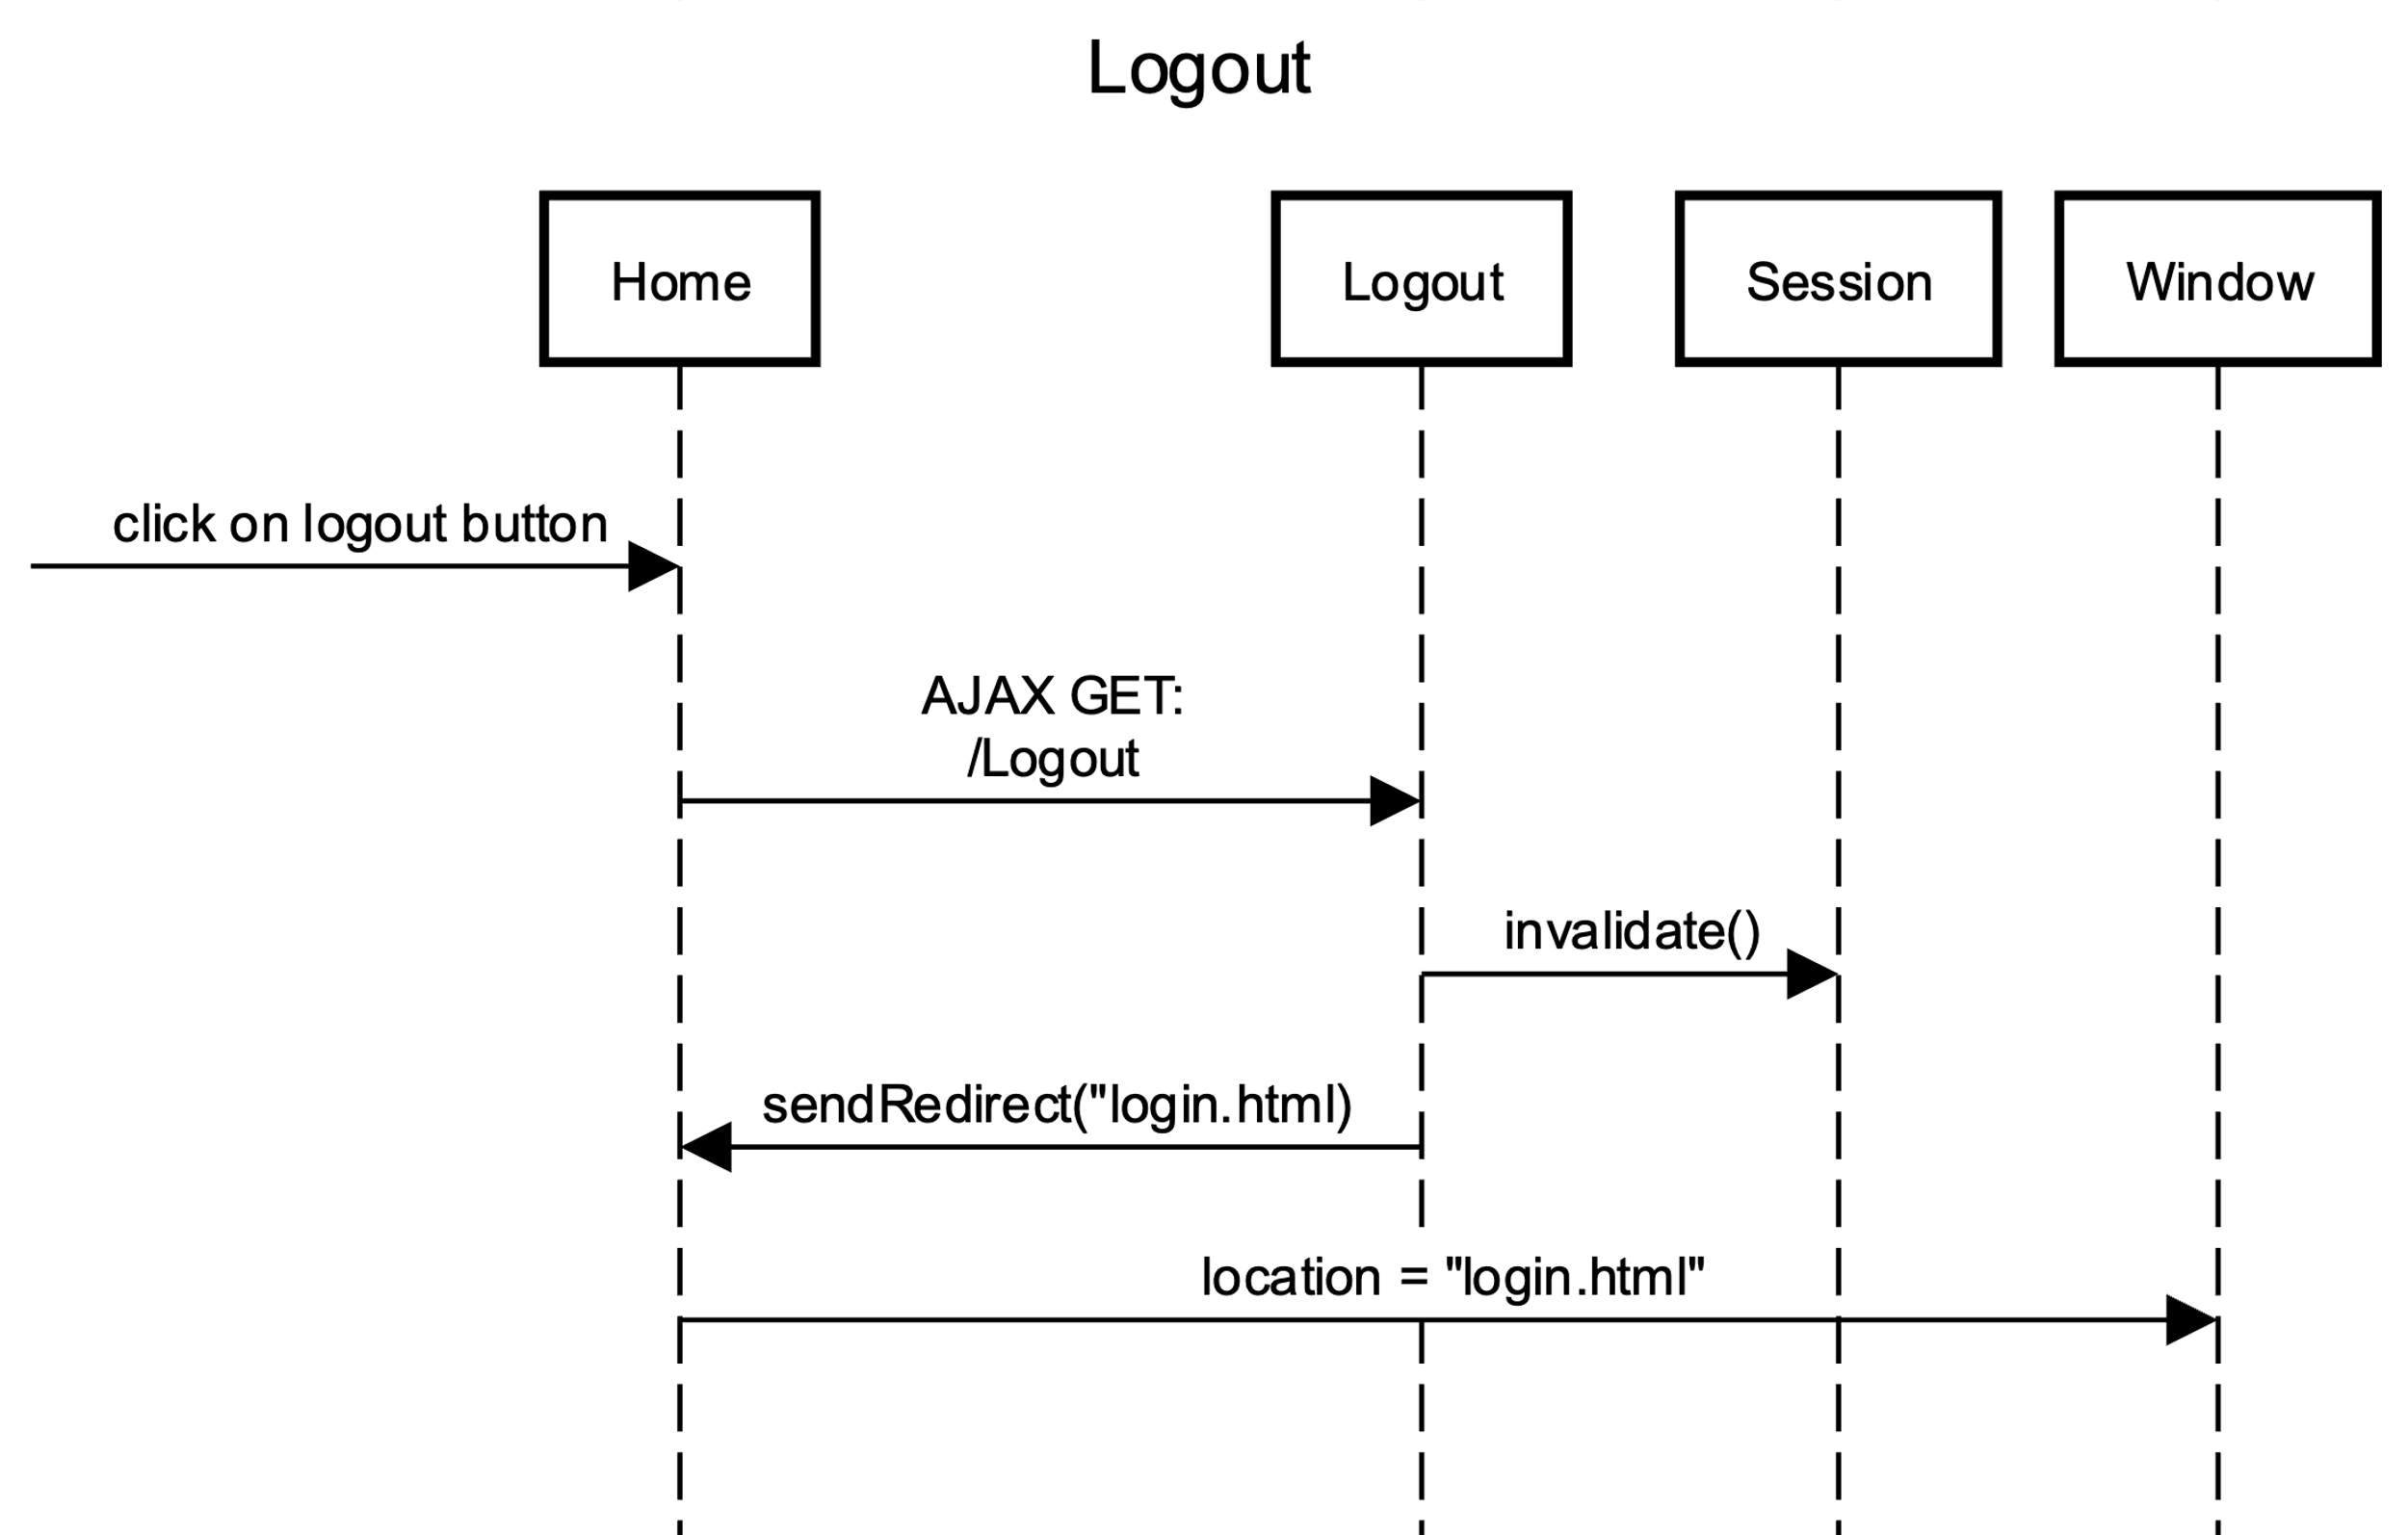 Logout
Home
Logout
Session
Window
click on logout button
AJAX GET:
/Logout
invalidate()
sendRedirect("login.html)
location = "login.html"